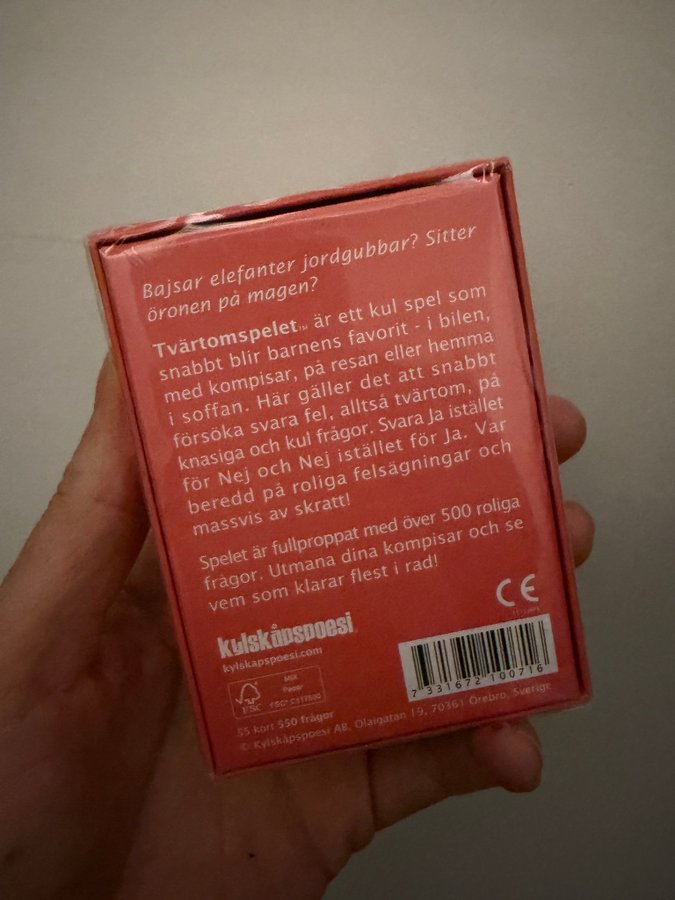 Bajsar elefanter jordgubbar? Sitter
öronen på magen?
Tvärtomspelet™ är ett kul spel som
snabbt blir barnens favorit - i bilen,
med kompisar, på resan eller hemma
i soffan. Här gäller det att snabbt
försöka svara fel, alltså tvärtom, på
knasiga och kul frågor. Svara Ja istället
för Nej och Nej istället för Ja. Var
beredd på roliga felsägningar och
massvis av skratt!
Spelet är fullproppat med över 500 roliga
frågor. Utmana dina kompisar och se
vem som klarar flest i rad!
CE
kylskåpspoesi
kylskapspoesi.com
FSC
MIX
Paper
7 331672 100716
55 kort 550 frågor
© Kylskåpspoesi AB, Olaigatan 19, 70361 Örebro, Sverige